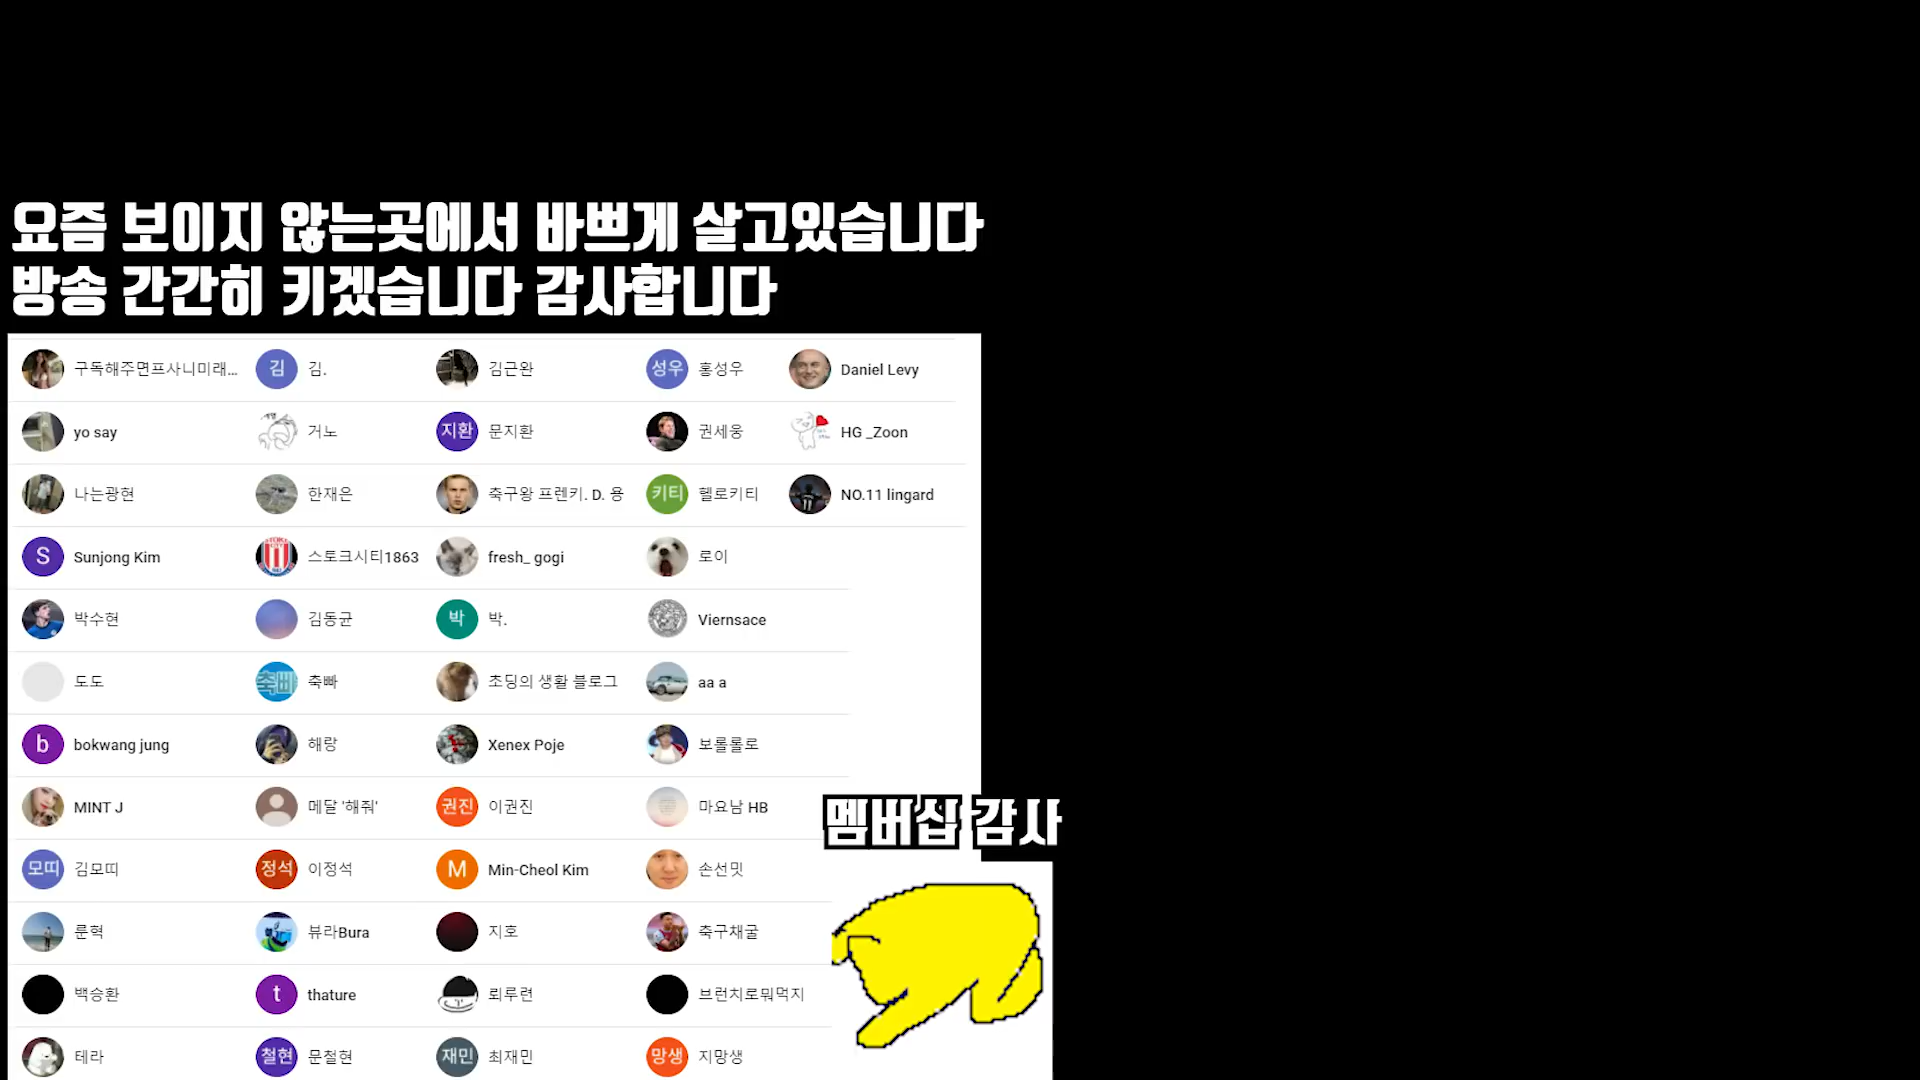 요즘 보이지 않는곳에서 바쁘게 살고있습니다
방송 간간히 키겠습니다 감사합니다
구독해주면프사니미래... 김 김. 김근완 성우 홍성우 Daniel Levy
yo say 거노 지환 문지환 권세웅 HG _Zoon
나는광현 한재은 축구왕 프렌키. D. 용 키티 헬로키티 NO.11 lingard
S Sunjong Kim 스토크시티1863 fresh_ gogi 로이
박수현 김동균 박 박. Viernsace
도도 축빠 축빠 초딩의 생활 블로그 aa a
b bokwang jung 해랑 Xenex Poje 보롤롤로
MINT J 메달 '해줘' 권진 이권진 마요남 HB
멤버십 감사
모띠 김모띠 정석 이정석 M Min-Cheol Kim 손선밋
룬혁 뷰라Bura 지호 축구채굴
백승환 t thature 뢰루련 브런치로뭐먹지
테라 철현 문철현 재민 최재민 망생 지망생